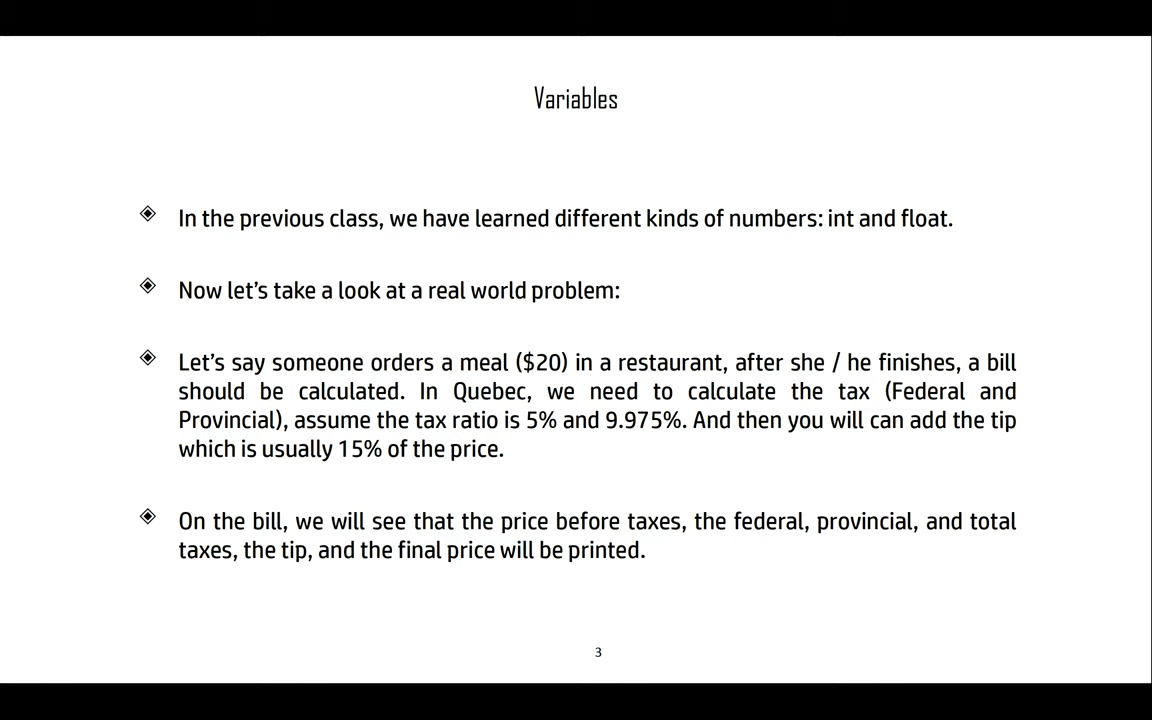 Variables
In the previous class, we have learned different kinds of numbers: int and float.
Now let's take a look at a real world problem:
Let's say someone orders a meal ($20) in a restaurant, after she / he finishes, a bill
should be calculated. In Quebec, we need to calculate the tax (Federal and
Provincial), assume the tax ratio is 5% and 9.975%. And then you will can add the tip
which is usually 15% of the price.
On the bill, we will see that the price before taxes, the federal, provincial, and total
taxes, the tip, and the final price will be printed.
3